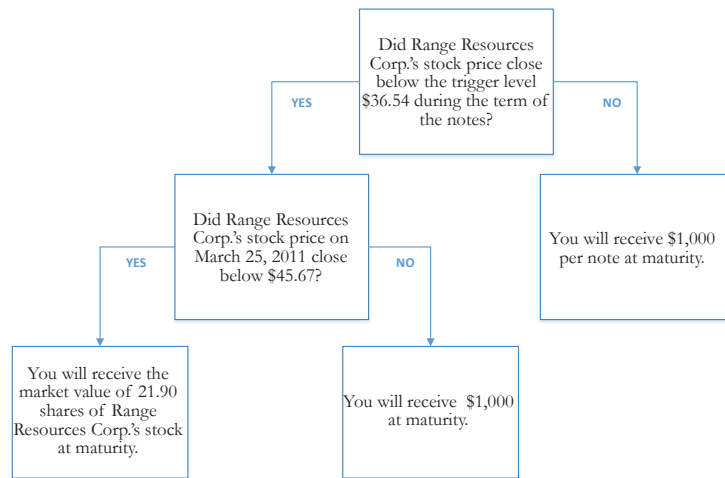 Did Range Resources
Corp.'s stock price close
below the trigger level
$36.54 during the term of
the notes?
YES
NO
Did Range Resources
Corp.'s stock price on
March 25, 2011 close
below $45.67?
You will receive $1,000
per note at maturity.
YES
NO
You will receive the
market value of 21.90
shares of Range
Resources Corp.'s stock
at maturity.
You will receive $1,000
at maturity.